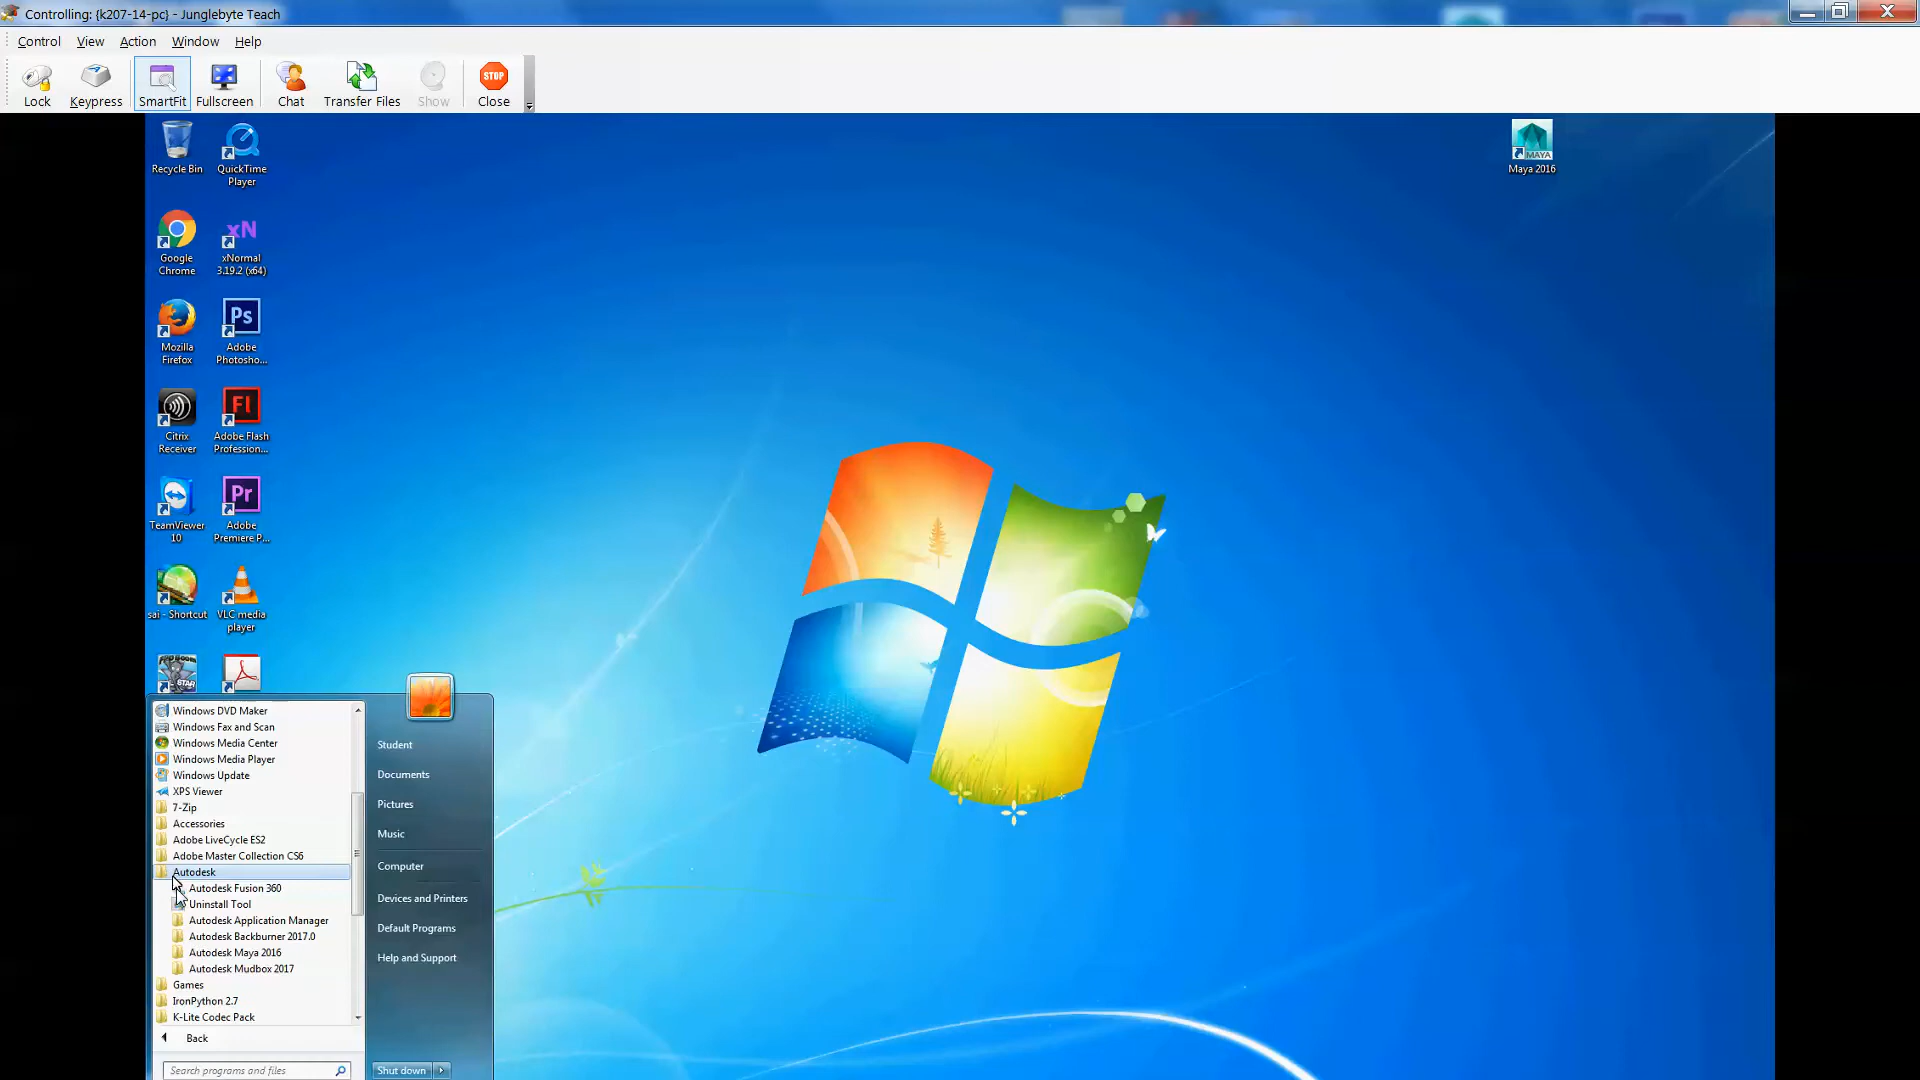 Controlling: {k207-14-pc} - Junglebyte Teach
Control View Action Window Help
Lock Keypress SmartFit Fullscreen Chat Transfer Files Show Close
STOP
Recycle Bin
QuickTime
Player
MAYA
Maya 2016
Google
Chrome
xN
xNormal
3.19.2 (x64)
Mozilla
Firefox
Ps
Adobe
Photosho...
Citrix
Receiver
Fl
Adobe Flash
Profession...
TeamViewer
10
Pr
Adobe
Premiere P...
sai - Shortcut
VLC media
player
Windows DVD Maker
Windows Fax and Scan
Windows Media Center
Windows Media Player
Windows Update
XPS Viewer
7-Zip
Accessories
Adobe LiveCycle ES2
Adobe Master Collection CS6
Autodesk
Autodesk Fusion 360
Uninstall Tool
Autodesk Application Manager
Autodesk Backburner 2017.0
Autodesk Maya 2016
Autodesk Mudbox 2017
Games
IronPython 2.7
K-Lite Codec Pack
Back
Search programs and files
Student
Documents
Pictures
Music
Computer
Devices and Printers
Default Programs
Help and Support
Shut down